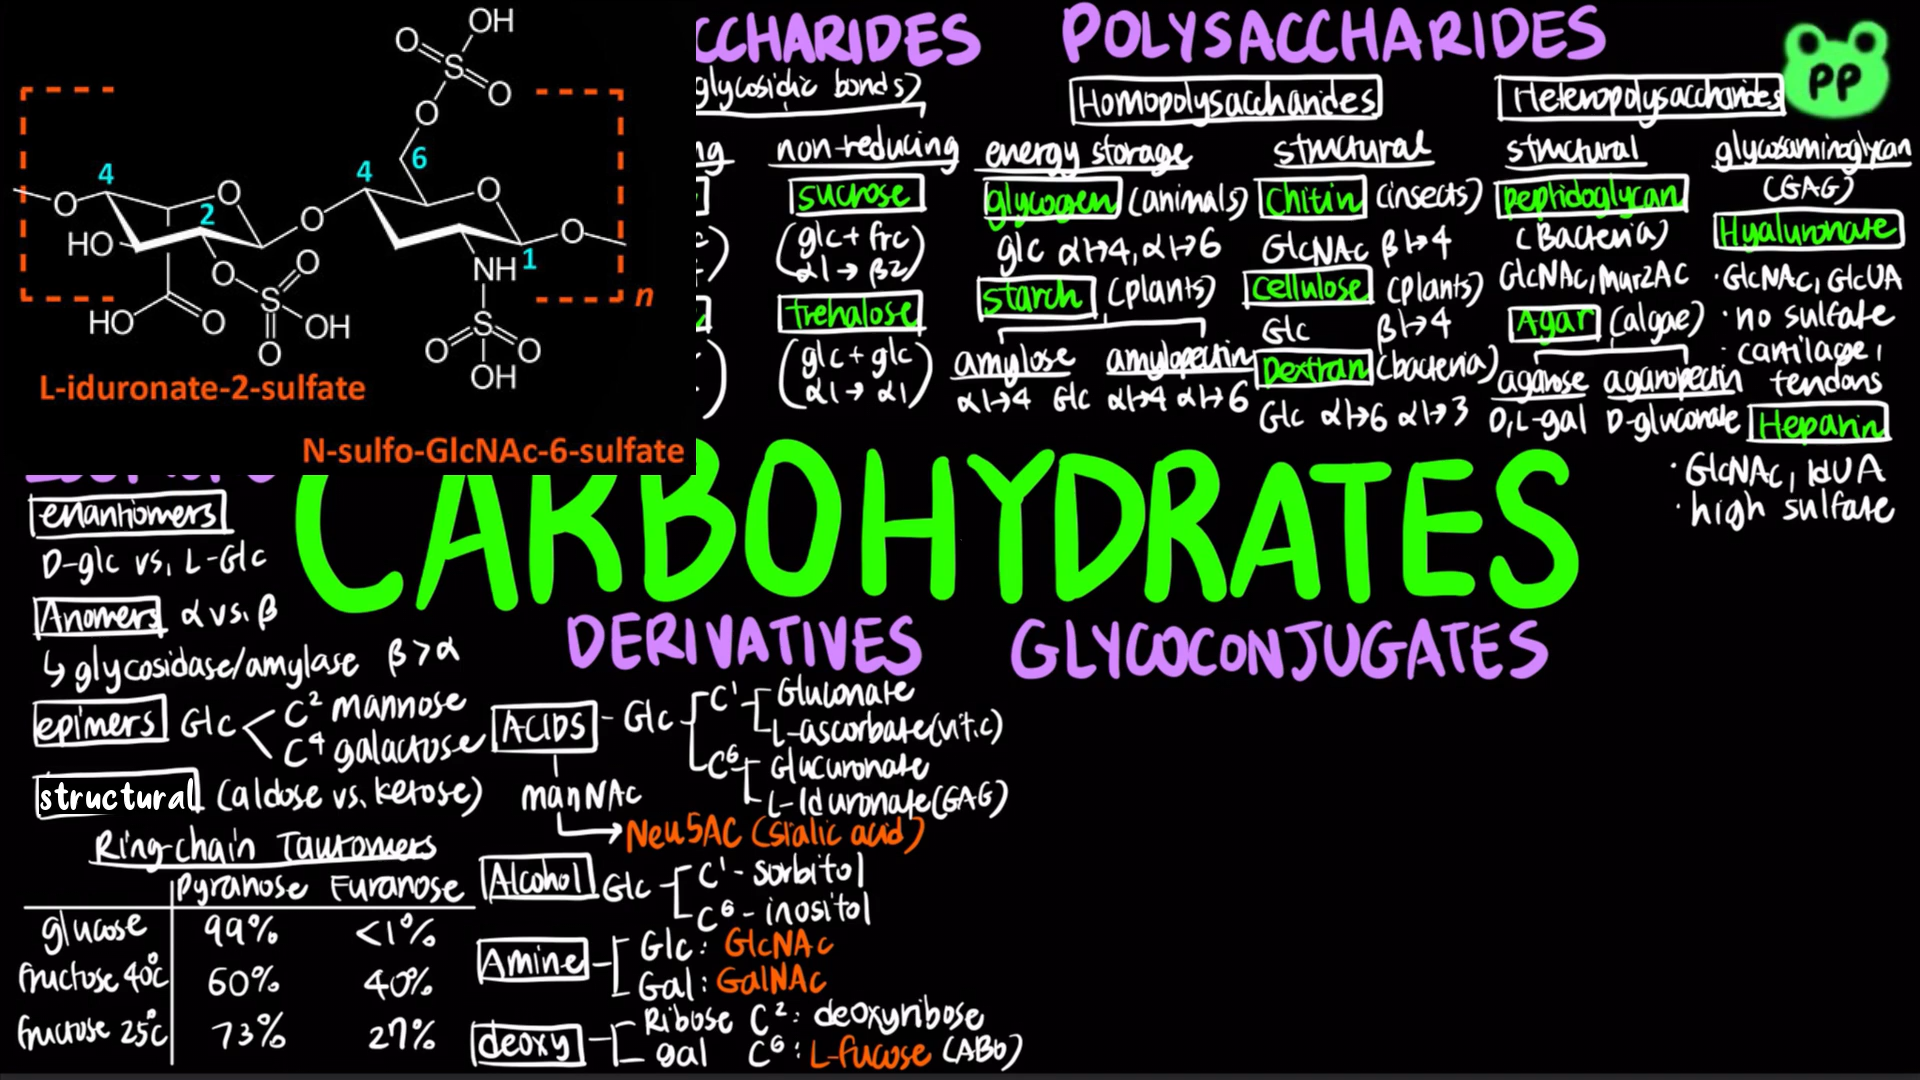 OH
O
S
O
O
4
6
4
O
O
2
O
O
O
HO
NH
1
O
O
n
S
HO
O
OH
O
S
O
O
OH
L-iduronate-2-sulfate
N-sulfo-GlcNAc-6-sulfate
CCHARIDES
glycosidic bonds)
ng
non-reducing
sucrose
(glc + frc
α1→β2)
trehalose
(glc + glc
α1→α1)
POLYSACCHARIDES
PP
Homopolysaccharides
energy storage
glycogen (animals)
glc α1→4, α1→6
starch (plants)
amylose amylopectin
α1→4 Glc α1→4 α1→6
structural
Chitin (insects)
GlcNAc β1→4
cellulose (plants)
Glc β1→4
Dextran (bacteria)
Glc α1→6 α1→3
Heteropolysaccharides
structural
peptidoglycan
(Bacteria)
GlcNAc, Mur2Ac
Agar (algae)
agarose agaropectin
D,L-gal D-gluconate
glycosaminoglycan
(GAG)
Hyaluronate
·GlcNAc, GlcUA
·no sulfate
·cartilage,
tendons
Heparin
·GlcNAc, IdUA
·high sulfate
CARBOHYDRATES
enantiomers
D-glc vs. L-Glc
Anomers α vs. β
↳ glycosidase/amylase β>α
epimers Glc < C² mannose
C⁴ galactose
structural (aldose vs. ketose)
Ring-chain Tautomers
Pyranose Furanose
glucose 99% <1%
fructose 40°C 60% 40%
fructose 25°C 73% 27%
DERIVATIVES
ACIDS - Glc
C' Gluconate
L-ascorbate (vit.c)
C⁶ Glucuronate
L-Iduronate (GAG)
manNAc
→ Neu5AC (sialic acid)
Alcohol Glc C' - sorbitol
C⁶ - inositol
Amine Glc: GlcNAc
Gal: GalNAc
deoxy Ribose C²: deoxyribose
gal C⁶: L-fucose (ABO)
GLYCOCONJUGATES